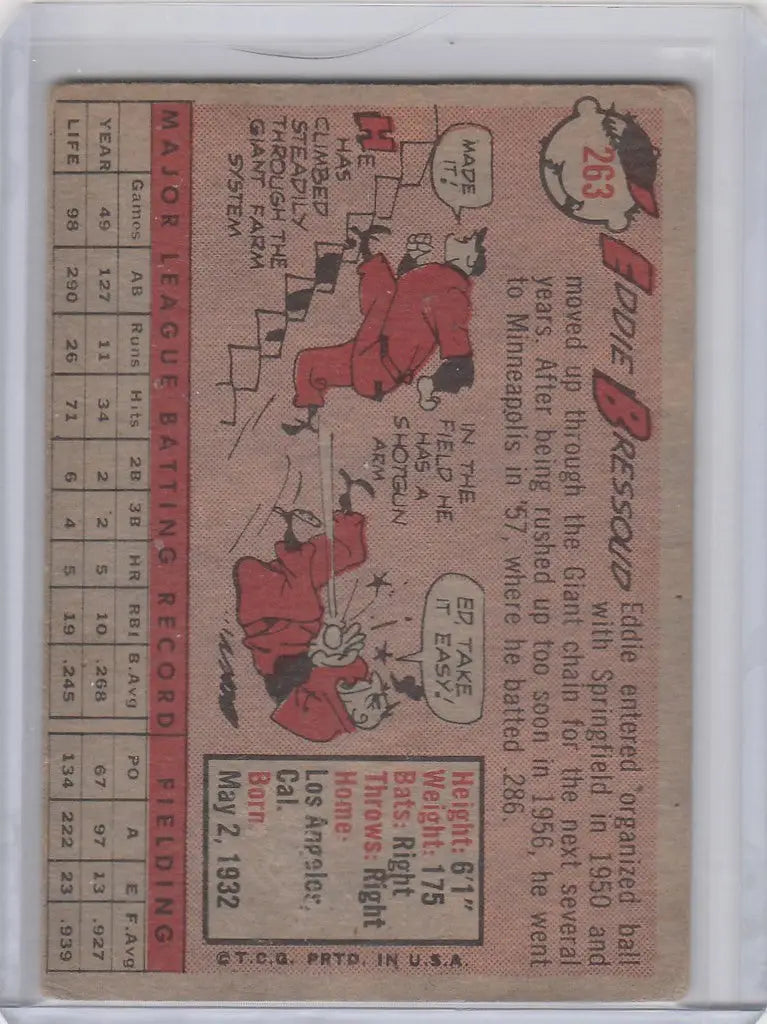 263
EDDIE BRESSOUD Eddie entered organized ball
with Springfield in 1950 and
moved up through the Giant chain for the next several
years. After being rushed up too soon in 1956, he went
to Minneapolis in '57, where he batted 286.
MADE
IT!
HE
HAS
CLIMBED
STEADILY
THROUGH THE
GIANT FARM
SYSTEM
IN THE
FIELD HE
HAS A
SHOTGUN
ARM
ED, TAKE
IT EASY!
Height: 6'1"
Weight: 175
Bats: Right
Throws: Right
Home:
Los Angeles,
Cal.
Born
May 2, 1932
©T.C.G. PRTD. IN U.S.A.
MAJOR LEAGUE BATTING RECORD FIELDING
Games AB Runs Hits 2B 3B HR RBI B.Avg PO A E F.Avg
YEAR 49 127 11 34 2 2 5 10 .268 67 97 13 .927
LIFE 98 290 26 71 6 4 5 19 .245 134 222 23 .939